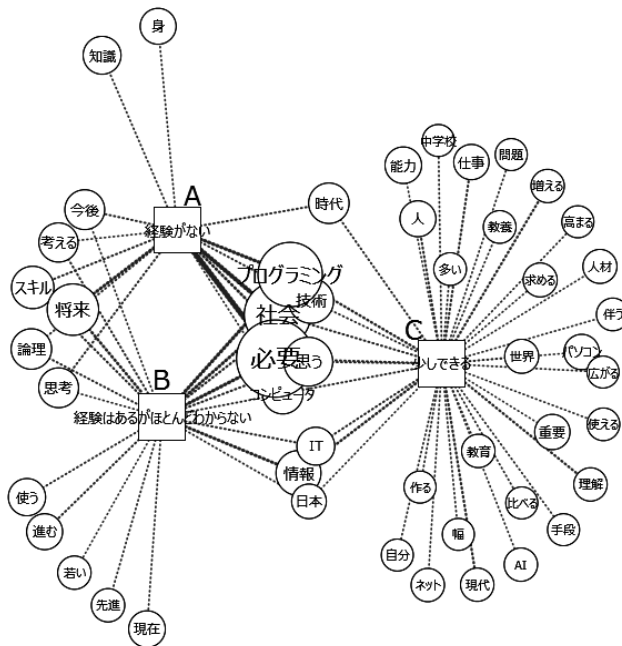 身
知識
中学校
能力
仕事
問題
増える
今後
A
時代
人
教養
高まる
経験がない
考える
プログラミング
多い
求める
人材
スキル
将来
技術
社会
伴う
C
論理
必要
思う
少しできる
世界
パソコン
広がる
思考
B
コンピュータ
経験はあるがほとんどわからない
使える
重要
IT
教育
情報
理解
使う
作る
日本
比べる
進む
幅
手段
自分
AI
若い
ネット
現代
先進
現在